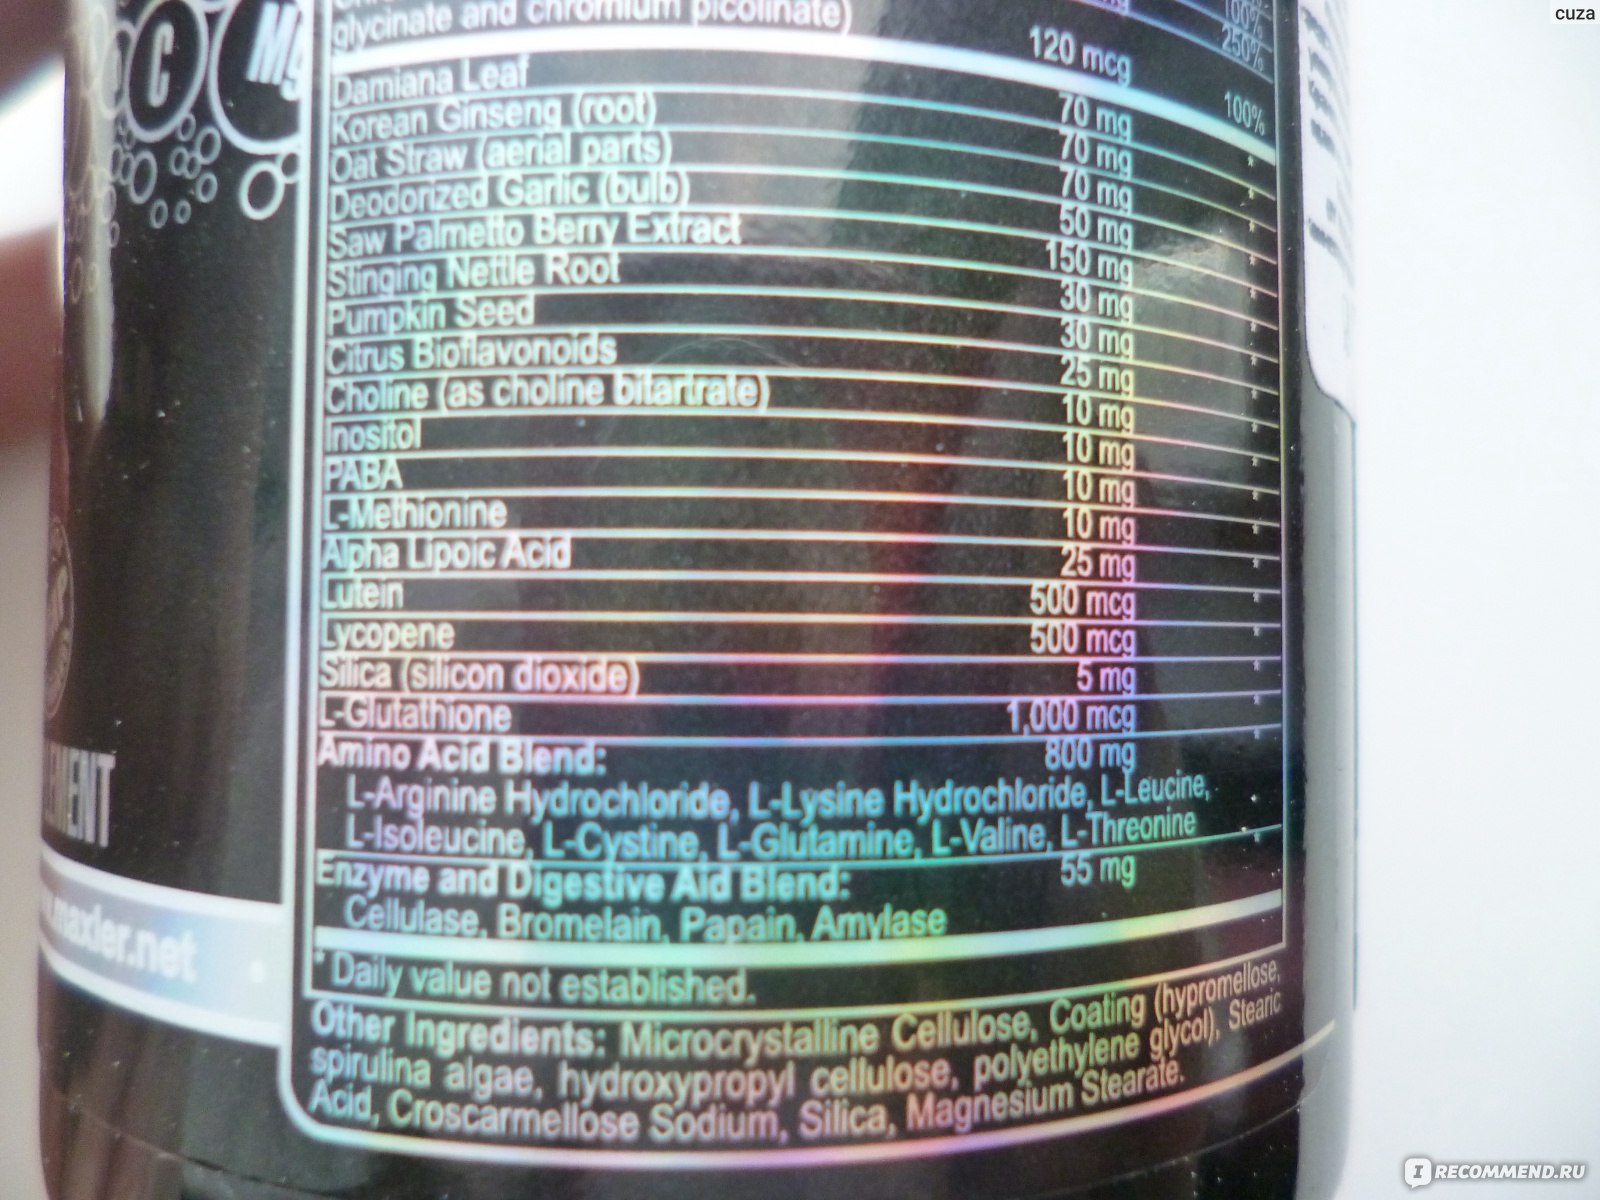 cuza
C
Mg
glycinate and chromium picolinate) 120 mcg 100%
100%
250%
Damiana Leaf 70 mg *
Korean Ginseng (root) 70 mg *
Oat Straw (aerial parts) 70 mg *
Deodorized Garlic (bulb) 50 mg *
Saw Palmetto Berry Extract 150 mg *
Stinging Nettle Root 30 mg *
Pumpkin Seed 30 mg *
Citrus Bioflavonoids 25 mg *
Choline (as choline bitartrate) 10 mg *
Inositol 10 mg *
PABA 10 mg *
L-Methionine 10 mg *
Alpha Lipoic Acid 25 mg *
Lutein 500 mcg *
Lycopene 500 mcg *
Silica (silicon dioxide) 5 mg *
L-Glutathione 1,000 mcg *
Amino Acid Blend: 800 mg *
L-Arginine Hydrochloride, L-Lysine Hydrochloride, L-Leucine,
L-Isoleucine, L-Cystine, L-Glutamine, L-Valine, L-Threonine
Enzyme and Digestive Aid Blend: 55 mg *
Cellulase, Bromelain, Papain, Amylase
* Daily value not established.
Other Ingredients: Microcrystalline Cellulose, Coating (hypromellose,
spirulina algae, hydroxypropyl cellulose, polyethylene glycol), Stearic
Acid, Croscarmellose Sodium, Silica, Magnesium Stearate.
EMENT
.maxler.net
IRECOMMEND.RU